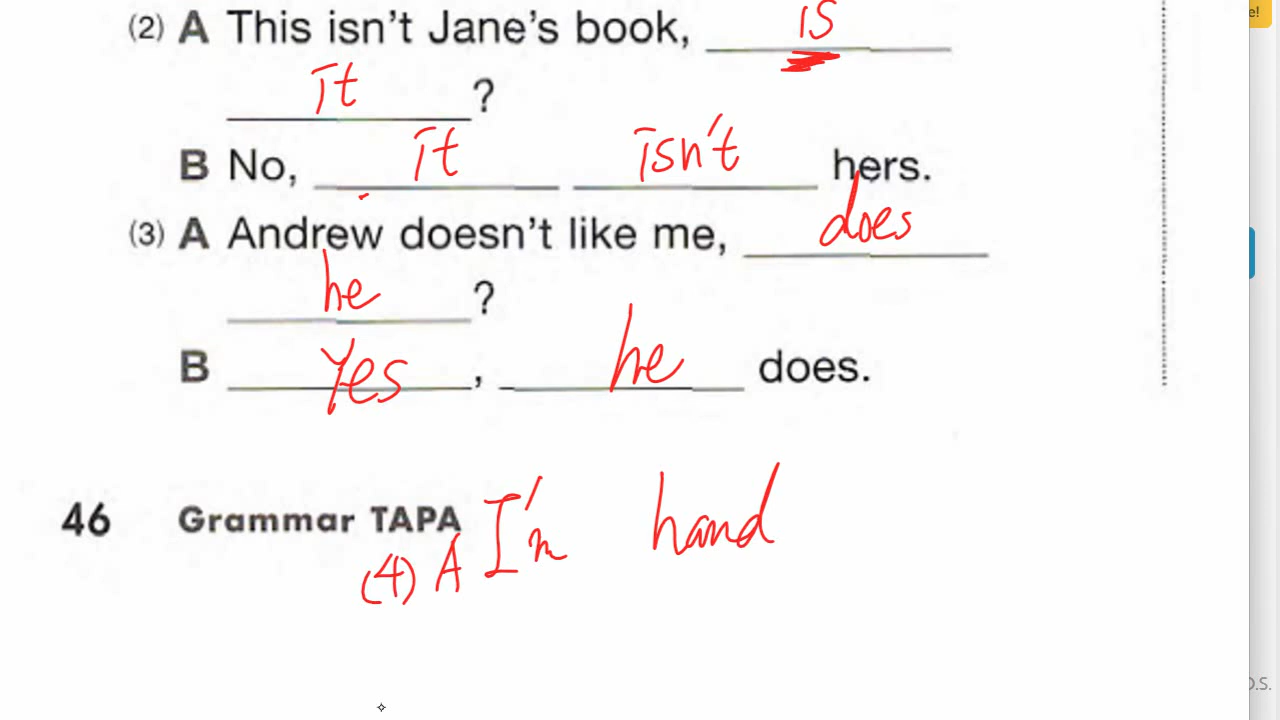 (2) A This isn't Jane's book, is
it ?
B No, it isn't hers.
(3) A Andrew doesn't like me, does
he ?
B Yes, he does.
46 Grammar TAPA
(4) A I'm hand
e!
D.S.